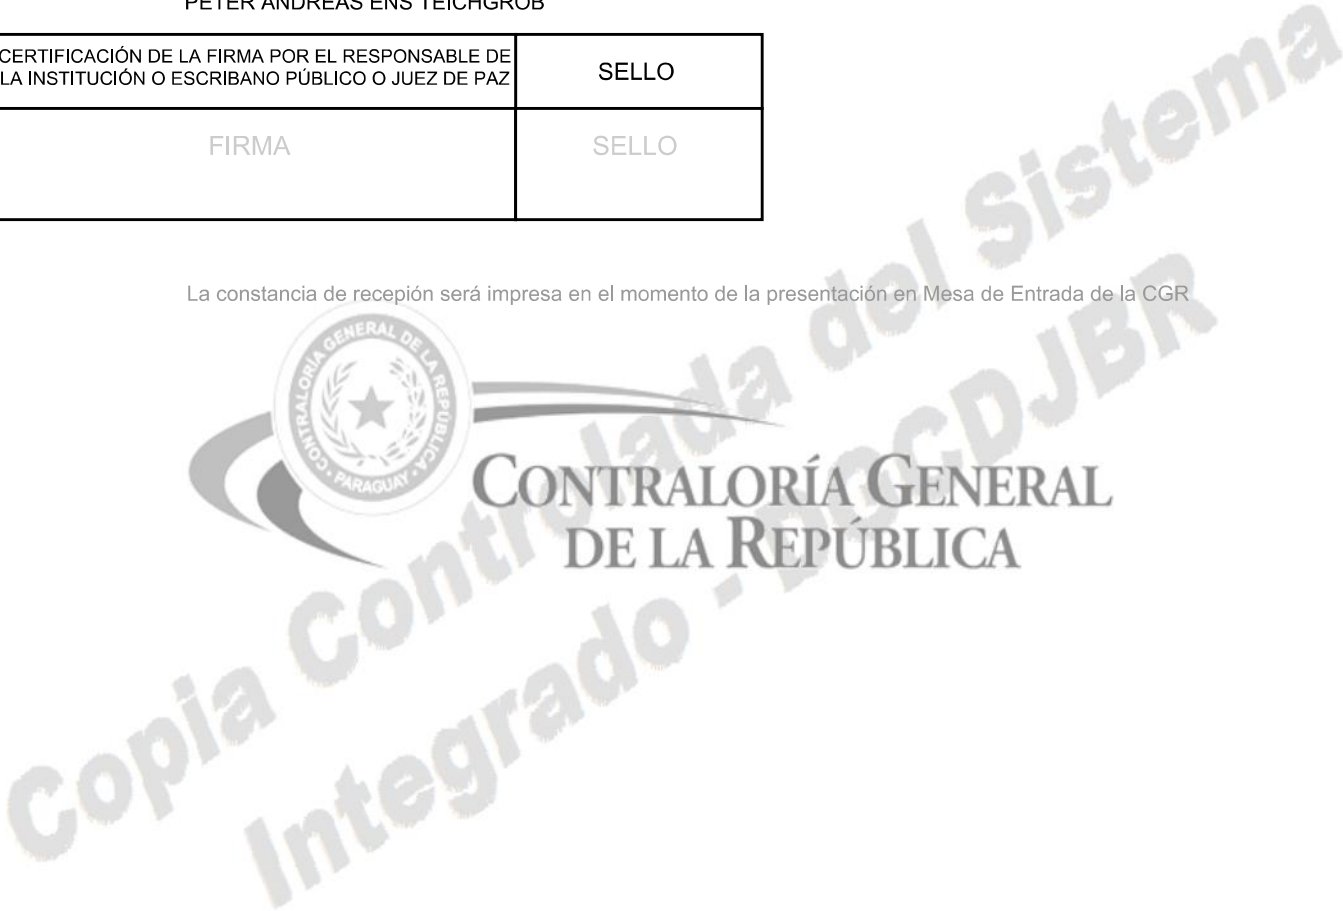 PETER ANDREAS ENS TEICHGROB
CERTIFICACIÓN DE LA FIRMA POR EL RESPONSABLE DE
LA INSTITUCIÓN O ESCRIBANO PÚBLICO O JUEZ DE PAZ
SELLO
FIRMA
SELLO
La constancia de recepión será impresa en el momento de la presentación en Mesa de Entrada de la CGR
CONTRALORÍA GENERAL DE LA REPÚBLICA
PARAGUAY
CONTRALORÍA GENERAL
DE LA REPÚBLICA
Copia Controlada del Sistema
Integrado - DGCDJBR